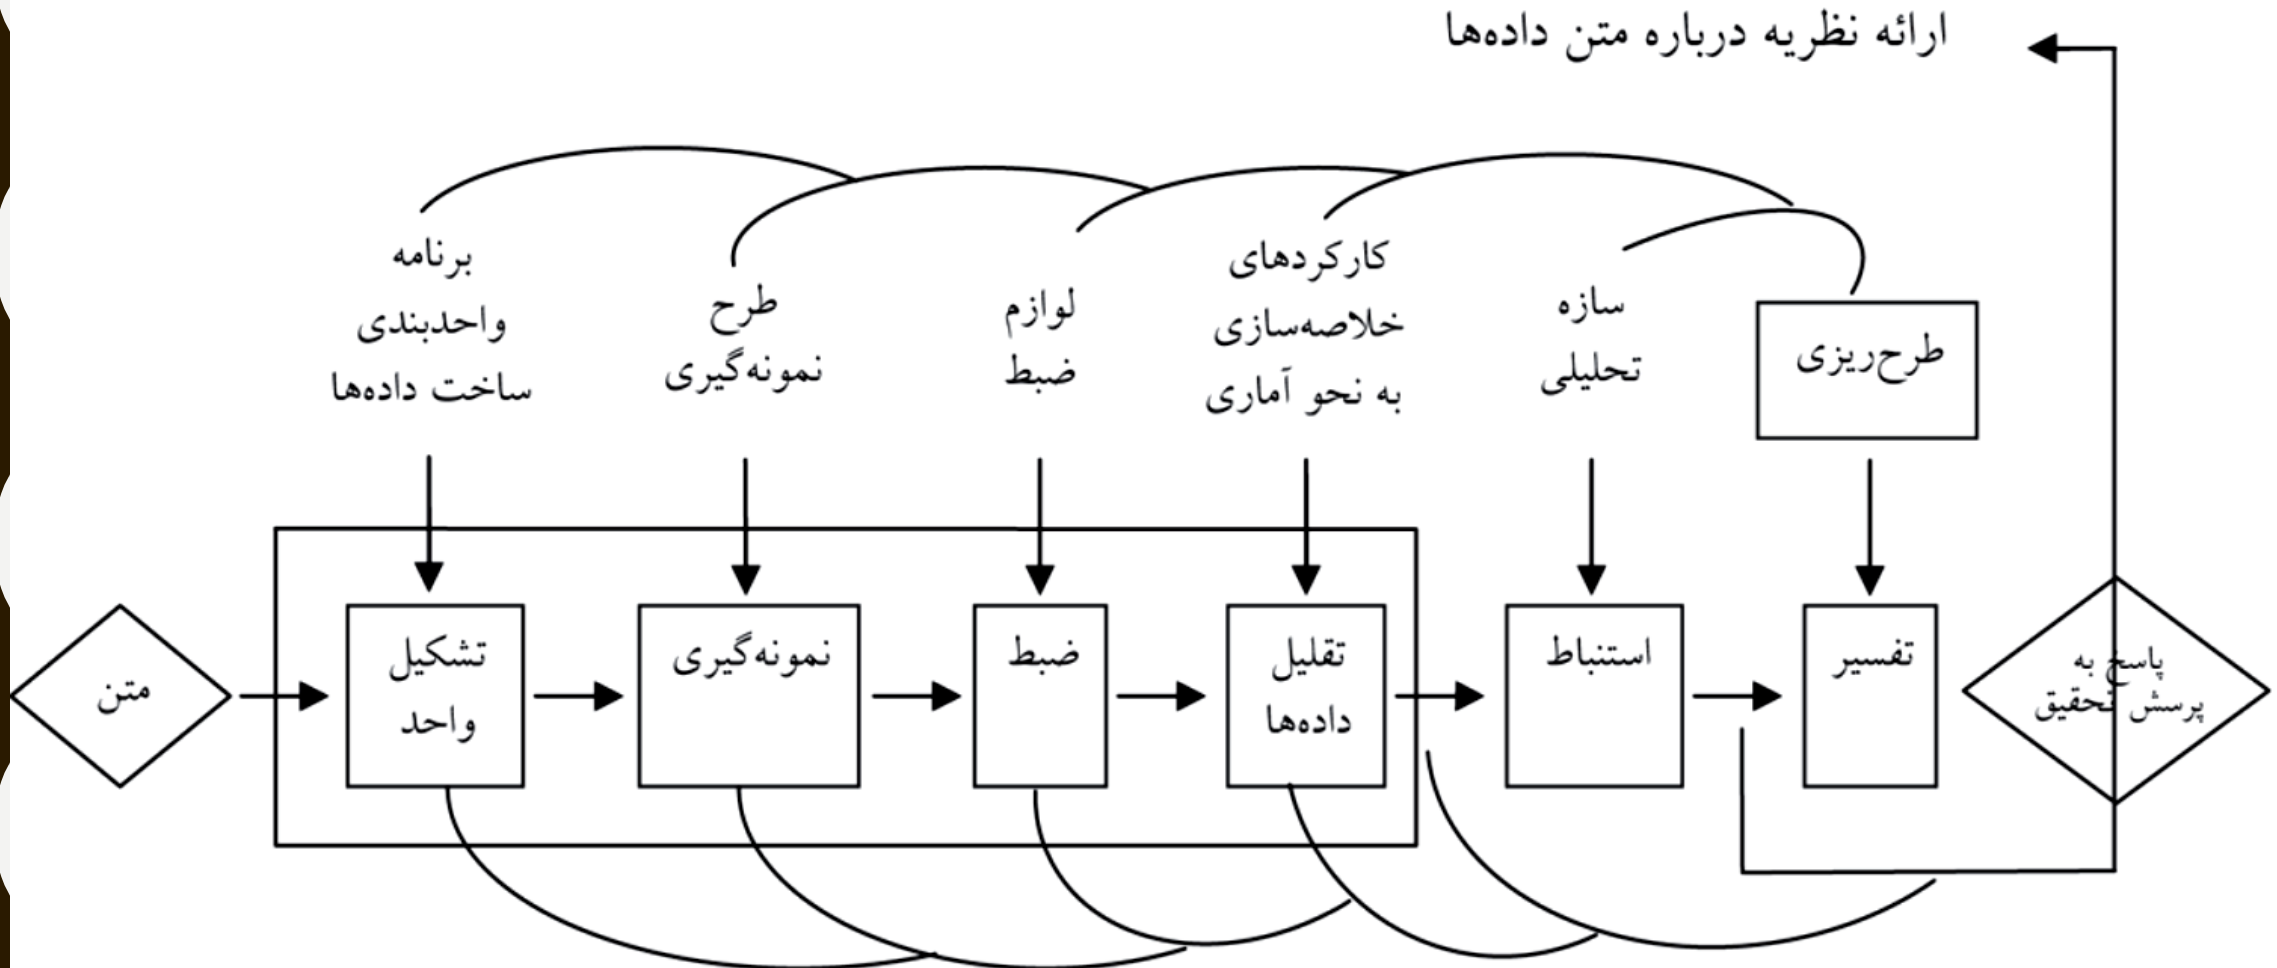 ارائه نظریه درباره متن داده‌ها
برنامه
واحدبندی
ساخت داده‌ها
طرح
نمونه‌گیری
لوازم
ضبط
کارکردهای
خلاصه‌سازی
به نحو آماری
سازه
تحلیلی
طرح‌ریزی
متن
تشکیل
واحد
نمونه‌گیری
ضبط
تقلیل
داده‌ها
استنباط
تفسیر
پاسخ به
پرسش تحقیق